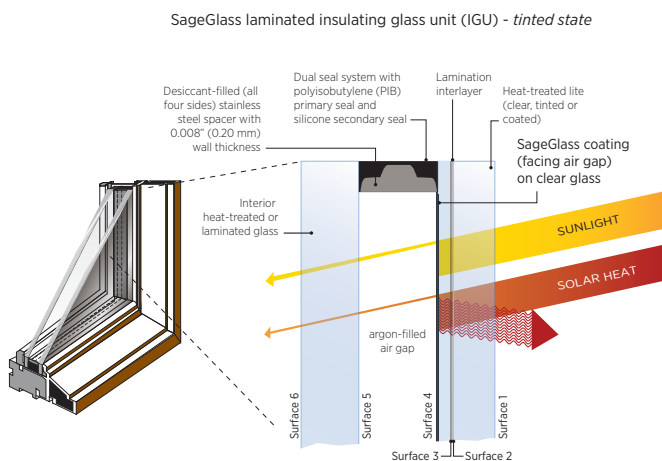 SageGlass laminated insulating glass unit (IGU) - tinted state
Desiccant-filled (all
four sides) stainless
steel spacer with
0.008” (0.20 mm)
wall thickness
Dual seal system with
polyisobutylene (PIB)
primary seal and
silicone secondary seal
Lamination
interlayer
Heat-treated lite
(clear, tinted or
coated)
SageGlass coating
(facing air gap)
on clear glass
Interior
heat-treated or
laminated glass
SUNLIGHT
SOLAR HEAT
argon-filled
air gap
Surface 6
Surface 5
Surface 4
Surface 1
Surface 3
Surface 2